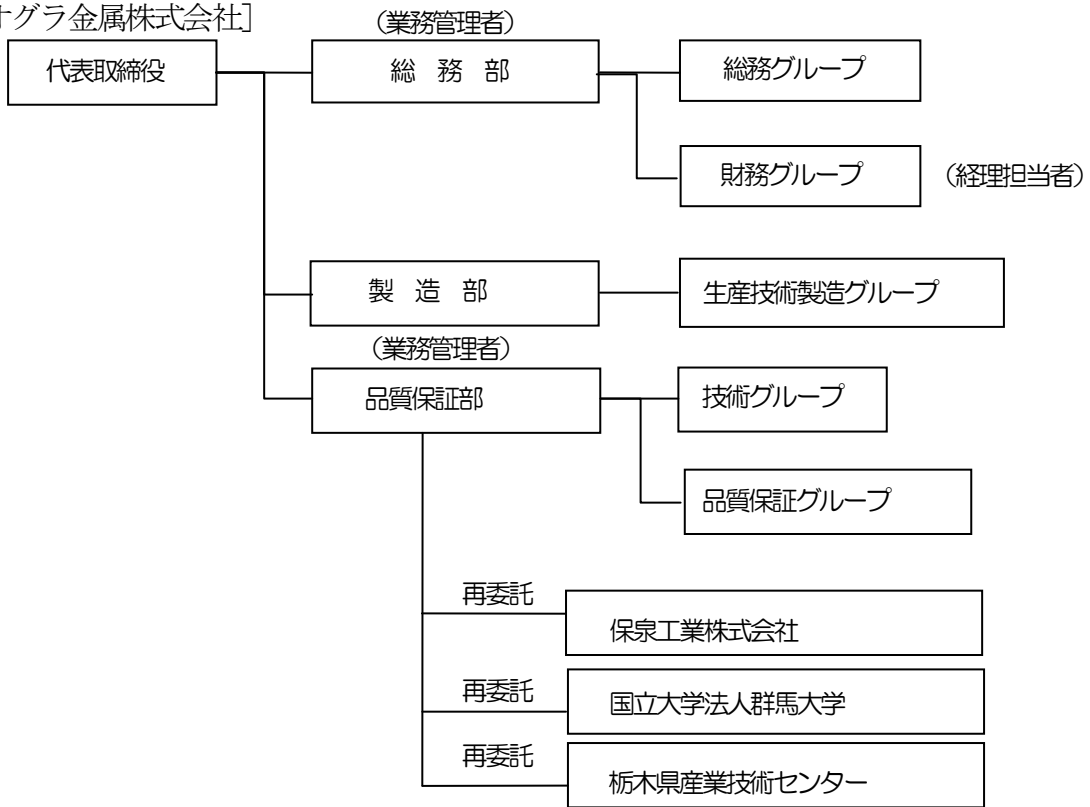 オグラ金属株式会社]
(業務管理者)
代表取締役
総 務 部
総務グループ
財務グループ
(経理担当者)
製 造 部
生産技術製造グループ
(業務管理者)
品質保証部
技術グループ
品質保証グループ
再委託
保泉工業株式会社
再委託
国立大学法人群馬大学
再委託
栃木県産業技術センター